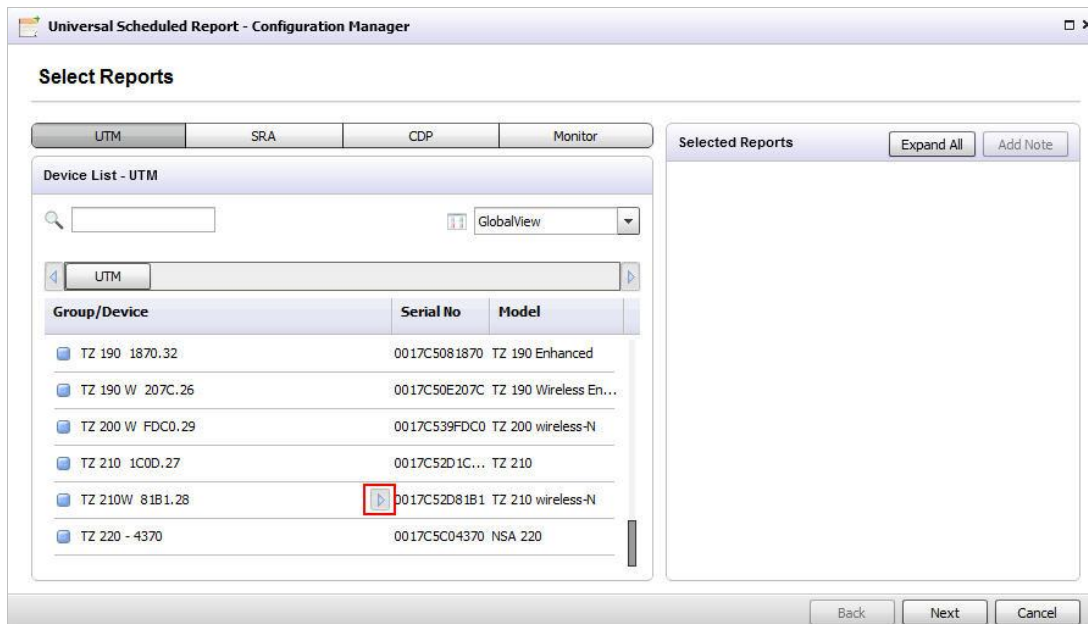 Universal Scheduled Report - Configuration Manager
Select Reports
UTM SRA CDP Monitor
Device List - UTM
GlobalView
UTM
Group/Device Serial No Model
TZ 190 1870.32 0017C5081870 TZ 190 Enhanced
TZ 190 W 207C.26 0017C50E207C TZ 190 Wireless En...
TZ 200 W FDC0.29 0017C539FDC0 TZ 200 wireless-N
TZ 210 1C0D.27 0017C52D1C... TZ 210
TZ 210W 81B1.28 0017C52D81B1 TZ 210 wireless-N
TZ 220 - 4370 0017C5C04370 NSA 220
Selected Reports Expand All Add Note
Back Next Cancel